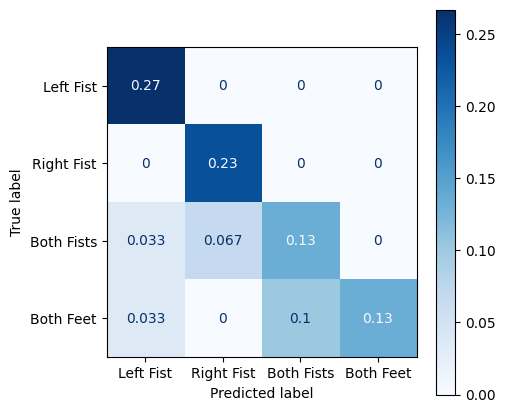 Left Fist 0.27 0 0 0
Right Fist 0 0.23 0 0
Both Fists 0.033 0.067 0.13 0
Both Feet 0.033 0 0.1 0.13
Left Fist Right Fist Both Fists Both Feet
Predicted label
True label
0.25
0.20
0.15
0.10
0.05
0.00